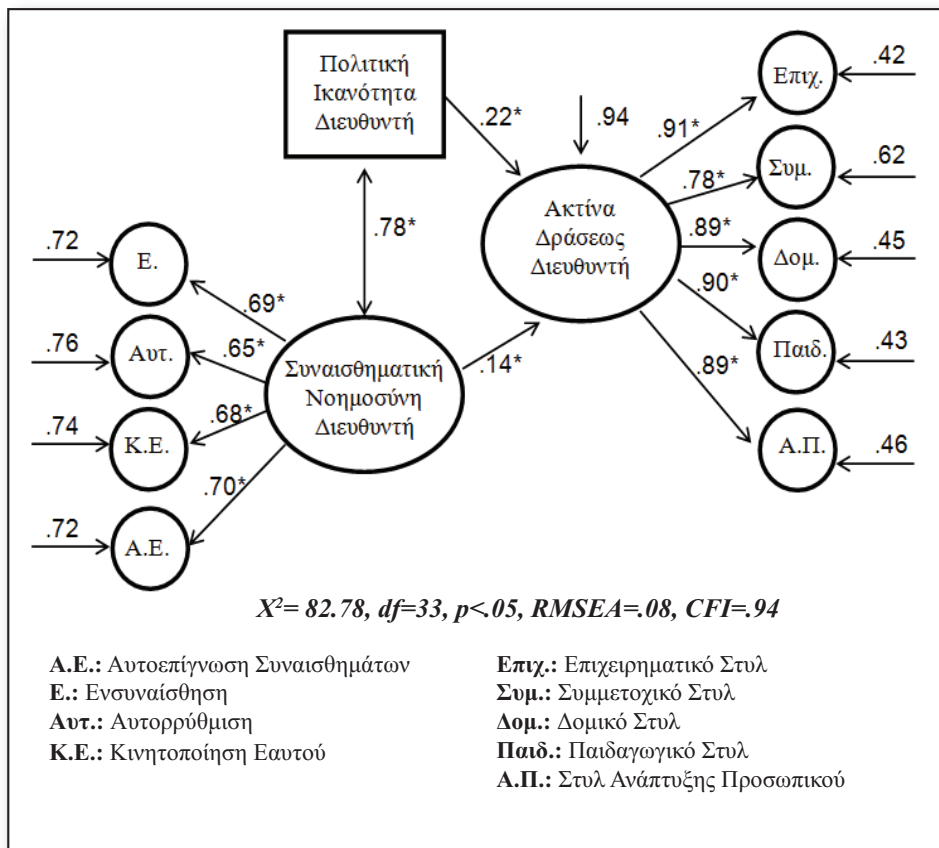 Πολιτική
Ικανότητα
Διευθυντή
.22*
.94
.91*
Επιχ.
.42
.78*
Συμ.
.62
Ακτίνα
Δράσεως
Διευθυντή
.89*
Δομ.
.45
.90*
Παιδ.
.43
.89*
Α.Π.
.46
.78*
.72
Ε.
.69*
.76
Αυτ.
.65*
Συναισθηματική
Νοημοσύνη
Διευθυντή
.14*
.74
Κ.Ε.
.68*
.70*
.72
Α.Ε.
X²= 82.78, df=33, p<.05, RMSEA=.08, CFI=.94
Α.Ε.: Αυτοεπίγνωση Συναισθημάτων
Ε.: Ενσυναίσθηση
Αυτ.: Αυτορρύθμιση
Κ.Ε.: Κινητοποίηση Εαυτού
Επιχ.: Επιχειρηματικό Στυλ
Συμ.: Συμμετοχικό Στυλ
Δομ.: Δομικό Στυλ
Παιδ.: Παιδαγωγικό Στυλ
Α.Π.: Στυλ Ανάπτυξης Προσωπικού